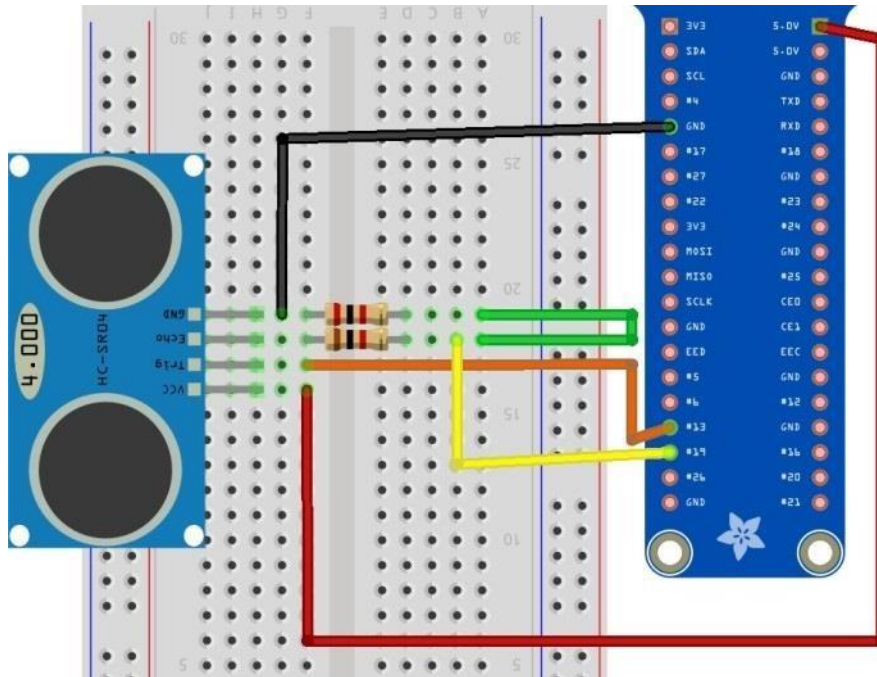 J I H G F E D C B A
30 30
25
20
15
10
5 5
GND
Echo
Trig
VCC
HC-SR04
4.000
3V3 5.0V
SDA 5.0V
SCL GND
#4 TXD
GND RXD
#17 #18
#27 GND
#22 #23
3V3 #24
MOSI GND
MISO #25
SCLK CE0
GND CE1
EED EEC
#5 GND
#6 #12
#13 GND
#19 #16
#26 #20
GND #21